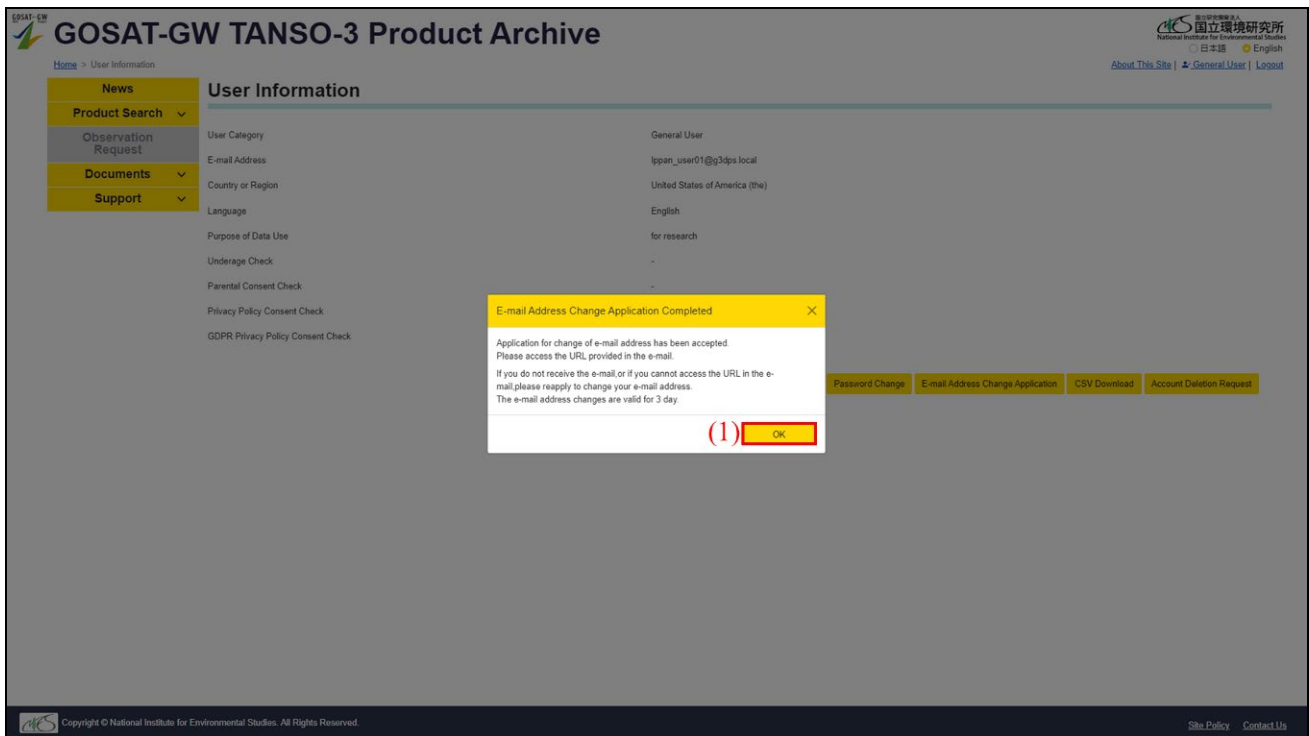 GOSAT-GW
GOSAT-GW TANSO-3 Product Archive
国立研究開発法人
国立環境研究所
National Institute for Environmental Studies
日本語 English
Home > User Information
About This Site | General User | Logout
News
Product Search
Observation
Request
Documents
Support
User Information
User Category General User
E-mail Address Ippan_user01@g3dps.local
Country or Region United States of America (the)
Language English
Purpose of Data Use for research
Underage Check -
Parental Consent Check -
Privacy Policy Consent Check
GDPR Privacy Policy Consent Check
E-mail Address Change Application Completed
Application for change of e-mail address has been accepted.
Please access the URL provided in the e-mail.
If you do not receive the e-mail,or if you cannot access the URL in the e-
mail,please reapply to change your e-mail address.
The e-mail address changes are valid for 3 day.
(1) OK
Password Change E-mail Address Change Application CSV Download Account Deletion Request
Copyright © National Institute for Environmental Studies. All Rights Reserved.
Site Policy Contact Us